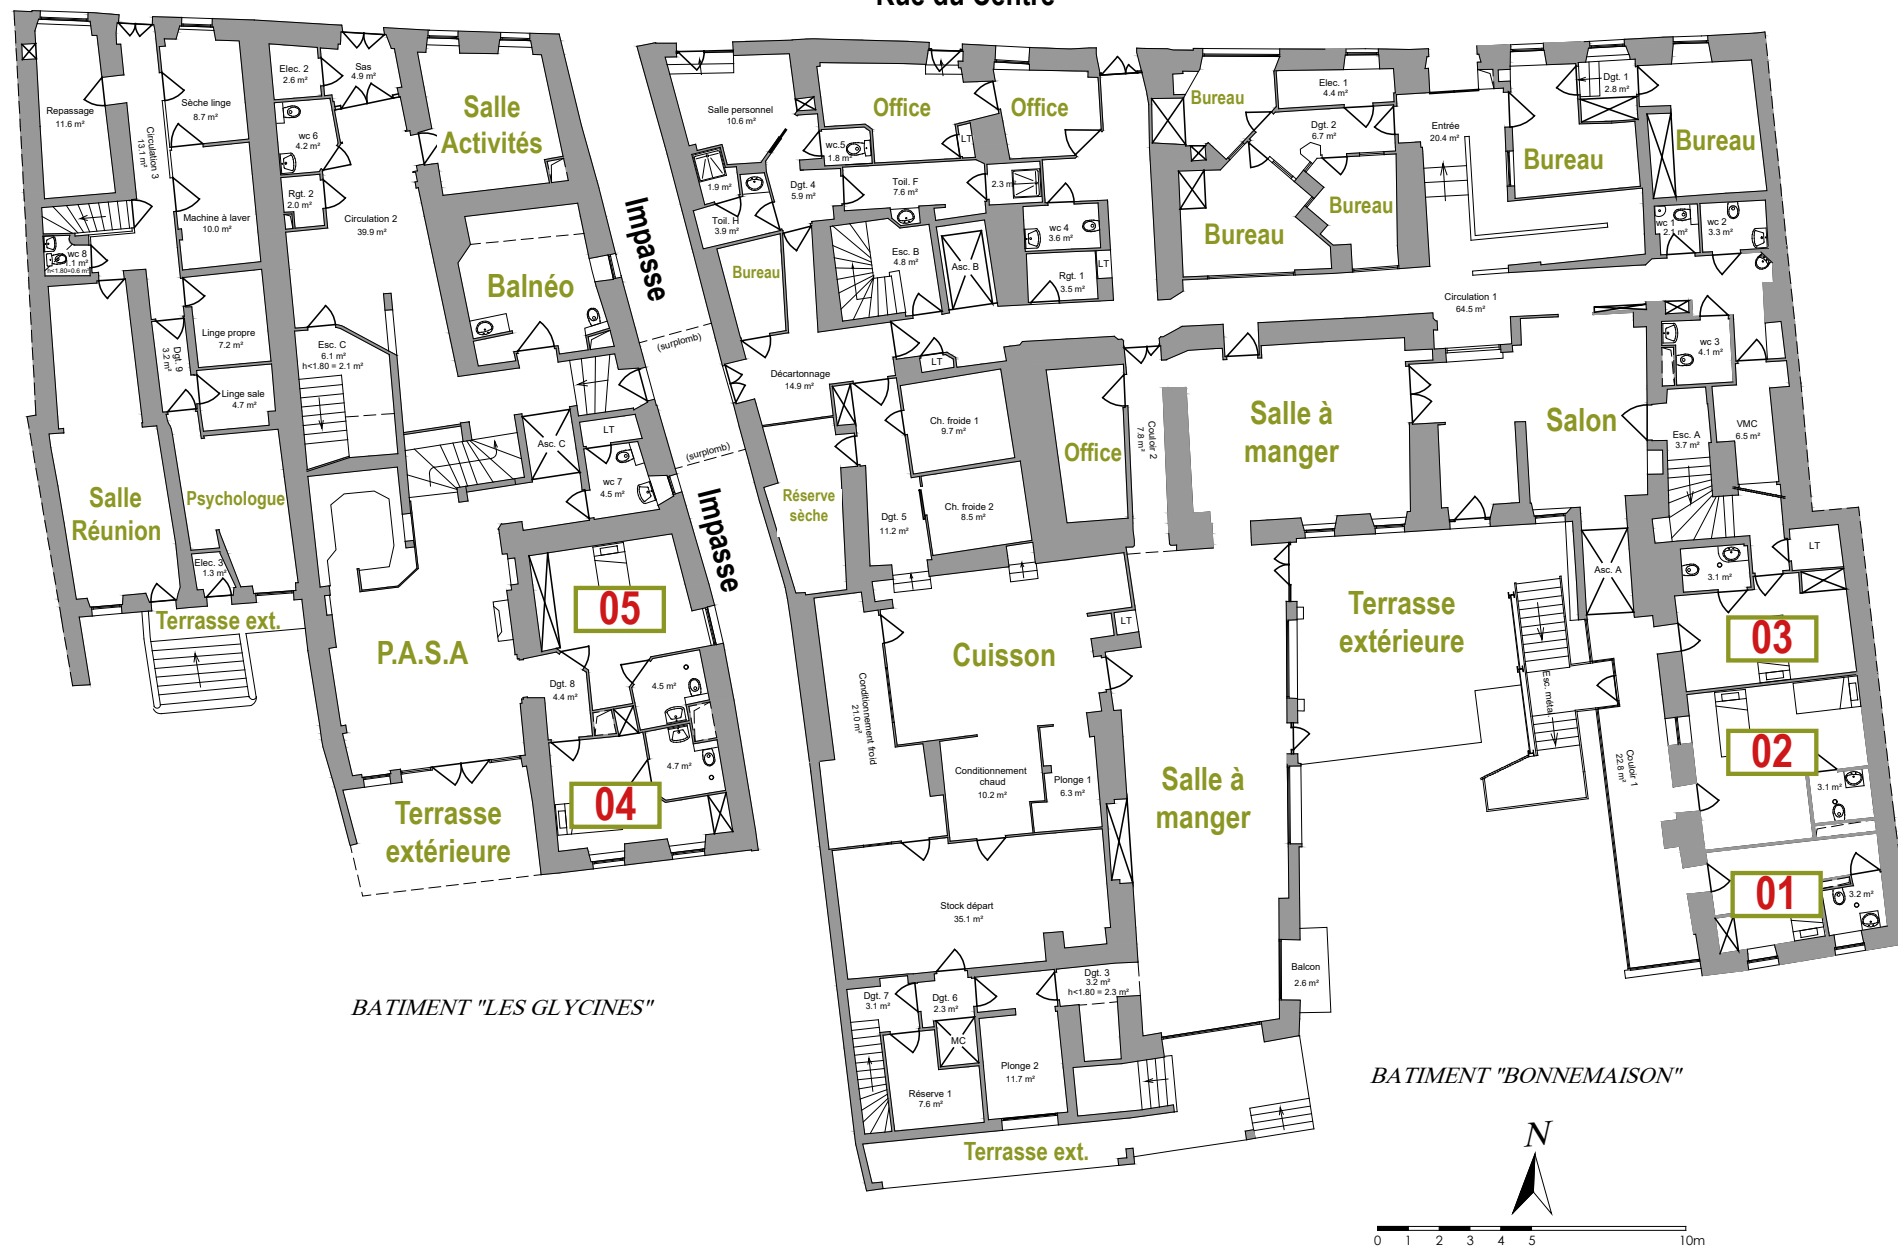 Rue du Centre
Repassage
11.6 m²
Circulation 3
13.1 m²
Sèche linge
8.7 m²
Elec. 2
2.6 m²
Sas
4.9 m²
wc 6
4.2 m²
Rgt. 2
2.0 m²
Circulation 2
39.9 m²
Machine à laver
10.0 m²
wc 8
1.1 m²
h<1.80=0.6 m²
Salle
Activités
Balnéo
Impasse
(surplomb)
Linge propre
7.2 m²
Dgt. 9
3.2 m²
Linge sale
4.7 m²
Esc. C
6.1 m²
h<1.80 = 2.1 m²
Asc. C
LT
wc 7
4.5 m²
(surplomb)
Impasse
Salle
Réunion
Psychologue
Elec. 3
1.3 m²
Terrasse ext.
P.A.S.A
05
Dgt. 8
4.4 m²
4.5 m²
4.7 m²
04
Terrasse
extérieure
BATIMENT "LES GLYCINES"
Salle personnel
10.6 m²
Office
Office
wc.5
1.8 m²
LT
1.9 m²
Dgt. 4
5.9 m²
Toil. F
7.6 m²
2.3 m²
Toil. H
3.9 m²
wc 4
3.6 m²
Bureau
Esc. B
4.8 m²
Asc. B
Rgt. 1
3.5 m²
LT
Bureau
Elec. 1
4.4 m²
Dgt. 2
6.7 m²
Entrée
20.4 m²
Dgt. 1
2.8 m²
Bureau
Bureau
Bureau
Bureau
wc 1
2.1 m²
wc 2
3.3 m²
Circulation 1
64.5 m²
wc 3
4.1 m²
Décartonnage
14.9 m²
LT
Ch. froide 1
9.7 m²
Office
Couloir 2
7.8 m²
Salle à
manger
Salon
Esc. A
3.7 m²
VMC
6.5 m²
Réserve
sèche
Dgt. 5
11.2 m²
Ch. froide 2
8.5 m²
LT
Asc. A
3.1 m²
LT
Cuisson
Terrasse
extérieure
Esc. métal
03
Conditionnement froid
21.0 m²
Conditionnement
chaud
10.2 m²
Plonge 1
6.3 m²
Salle à
manger
Couloir 1
22.8 m²
02
3.1 m²
01
3.2 m²
Stock départ
35.1 m²
Dgt. 7
3.1 m²
Dgt. 6
2.3 m²
Dgt. 3
3.2 m²
h<1.80 = 2.3 m²
Balcon
2.6 m²
MC
Plonge 2
11.7 m²
Réserve 1
7.6 m²
Terrasse ext.
BATIMENT "BONNEMAISON"
N
0 1 2 3 4 5 10m